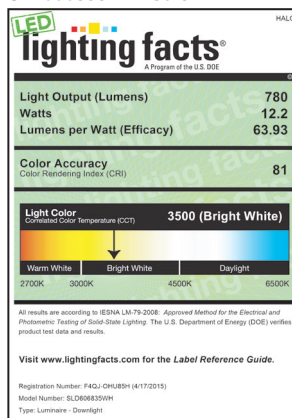 HALO
LED
lighting facts®
A Program of the U.S. DOE
Light Output (Lumens) 780
Watts 12.2
Lumens per Watt (Efficacy) 63.93
Color Accuracy 81
Color Rendering Index (CRI)
Light Color
Correlated Color Temperature (CCT) 3500 (Bright White)
Warm White Bright White Daylight
2700K 3000K 4500K 6500K
All results are according to IESNA LM-79-2008: Approved Method for the Electrical and
Photometric Testing of Solid-State Lighting. The U.S. Department of Energy (DOE) verifies
product test data and results.
Visit www.lightingfacts.com for the Label Reference Guide.
Registration Number: F4QJ-OHU85H (4/17/2015)
Model Number: SLD606835WH
Type: Luminaire - Downlight